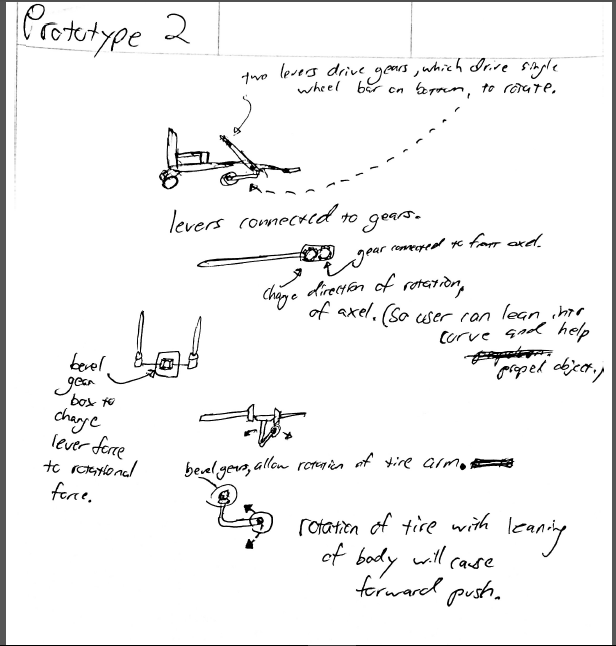 Prototype 2
two levers drive gears, which drive single
wheel bar on bottom, to rotate.
levers connected to gears.
gear connected to front axel.
change direction of rotation,
of axel. (So user can lean into
curve and help
propel object.)
bevel
gear
box to
change
lever force
to rotational
force.
bevel gears, allow rotation of tire arm.
rotation of tire with leaning
of body will cause
forward push.